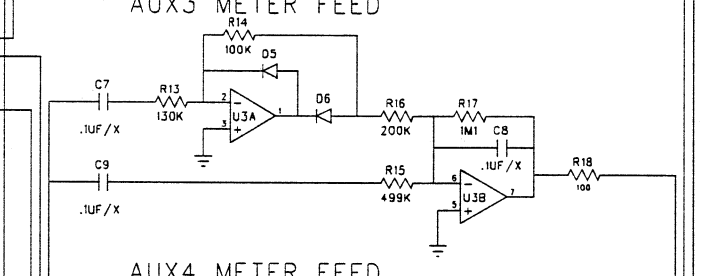 AUX3 METER FEED
R14
100K
D5
C7
R13
2
-
U3A
1
D6
R16
R17
.1UF/X
130K
3
+
200K
1M1
C8
.1UF/X
C9
R15
6
-
R18
.1UF/X
499K
U3B
7
100
5
+
AUX4 METER FEED